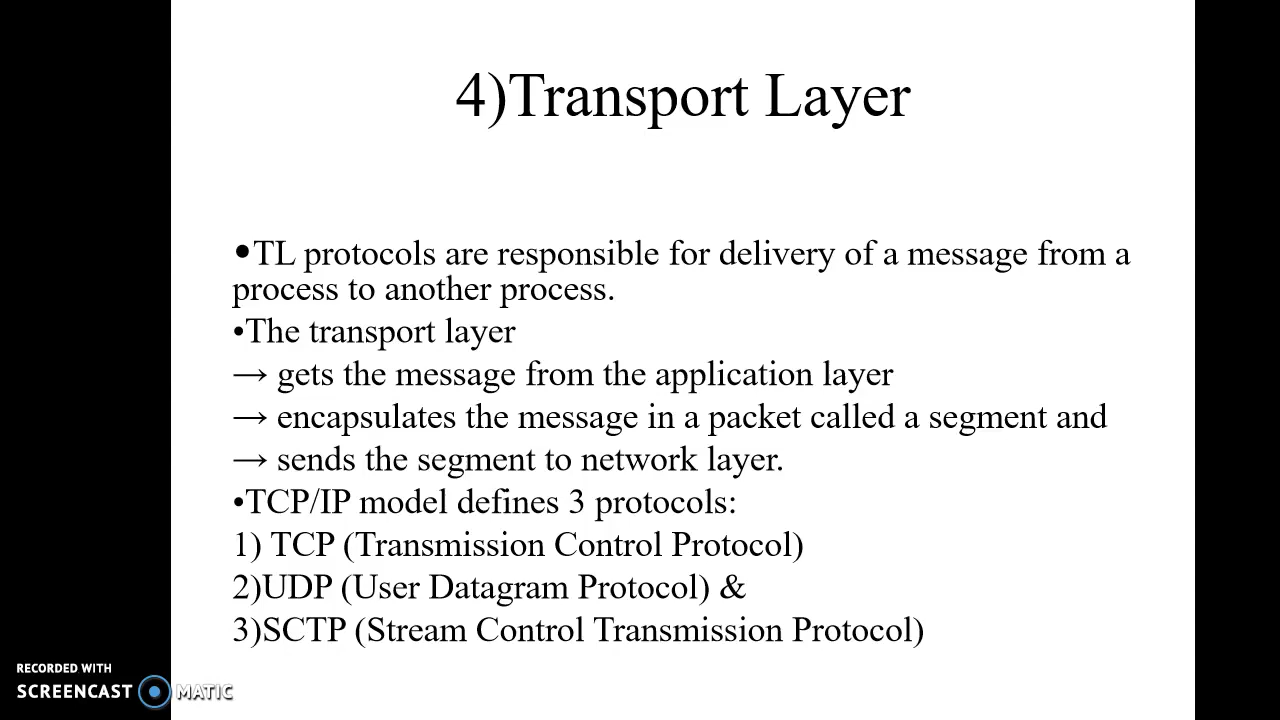 4)Transport Layer
•TL protocols are responsible for delivery of a message from a
process to another process.
•The transport layer
→ gets the message from the application layer
→ encapsulates the message in a packet called a segment and
→ sends the segment to network layer.
•TCP/IP model defines 3 protocols:
1) TCP (Transmission Control Protocol)
2)UDP (User Datagram Protocol) &
3)SCTP (Stream Control Transmission Protocol)
RECORDED WITH
SCREENCAST MATIC